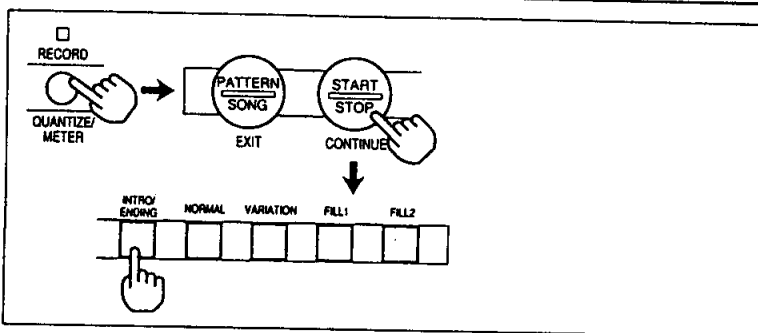 RECORD
QUANTIZE/
METER
PATTERN
SONG
EXIT
START
STOP
CONTINUE
INTRO/
ENDING
NORMAL
VARIATION
FILL1
FILL2